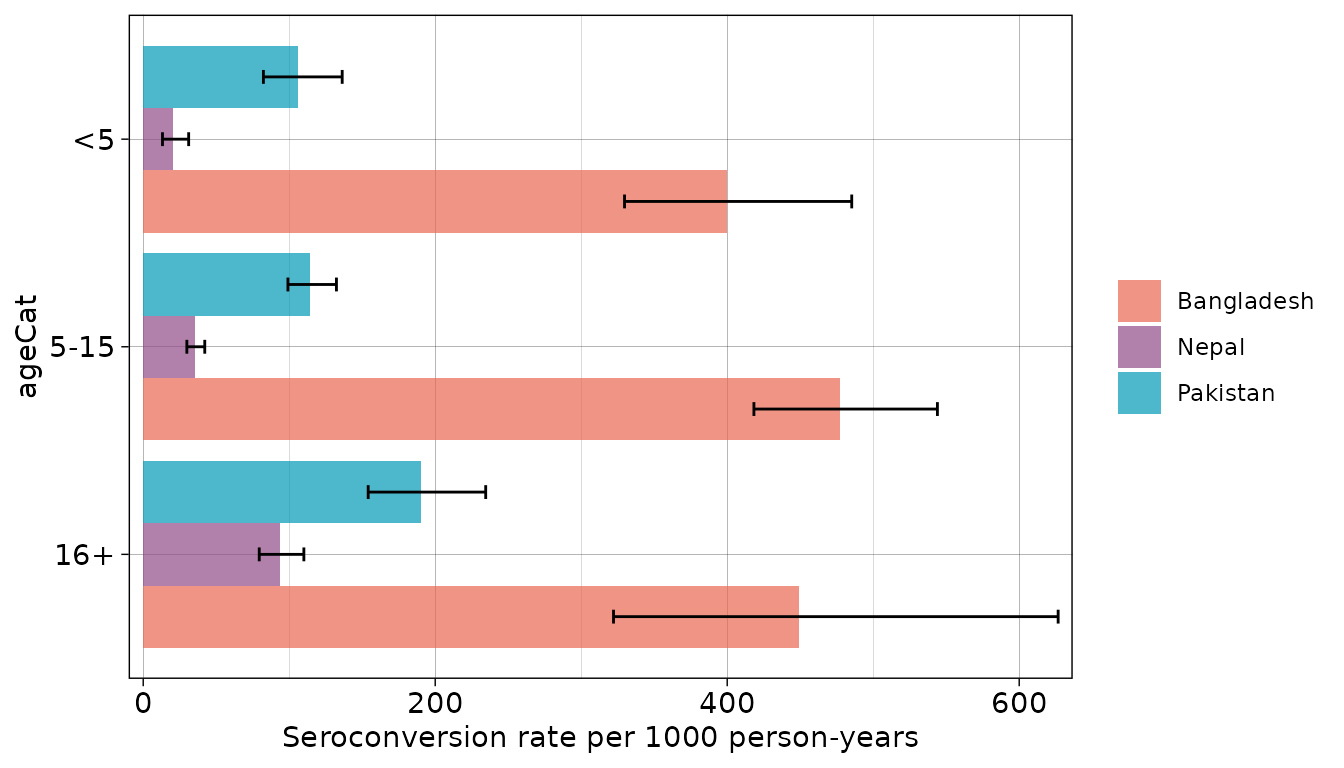 ageCat
<5
5-15
16+
0 200 400 600
Seroconversion rate per 1000 person-years
Bangladesh
Nepal
Pakistan